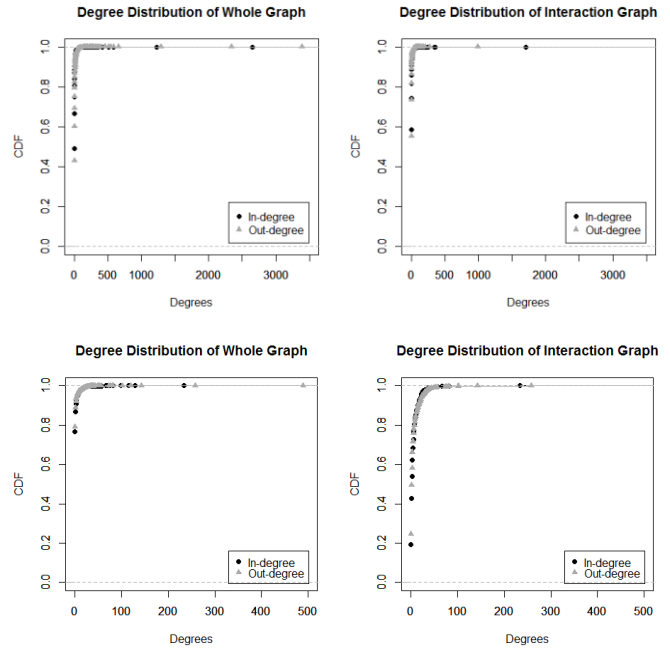 Degree Distribution of Whole Graph
CDF
0.0 0.2 0.4 0.6 0.8 1.0
In-degree
Out-degree
0 500 1000 2000 3000
Degrees
Degree Distribution of Interaction Graph
CDF
0.0 0.2 0.4 0.6 0.8 1.0
In-degree
Out-degree
0 500 1000 2000 3000
Degrees
Degree Distribution of Whole Graph
CDF
0.0 0.2 0.4 0.6 0.8 1.0
In-degree
Out-degree
0 100 200 300 400 500
Degrees
Degree Distribution of Interaction Graph
CDF
0.0 0.2 0.4 0.6 0.8 1.0
In-degree
Out-degree
0 100 200 300 400 500
Degrees